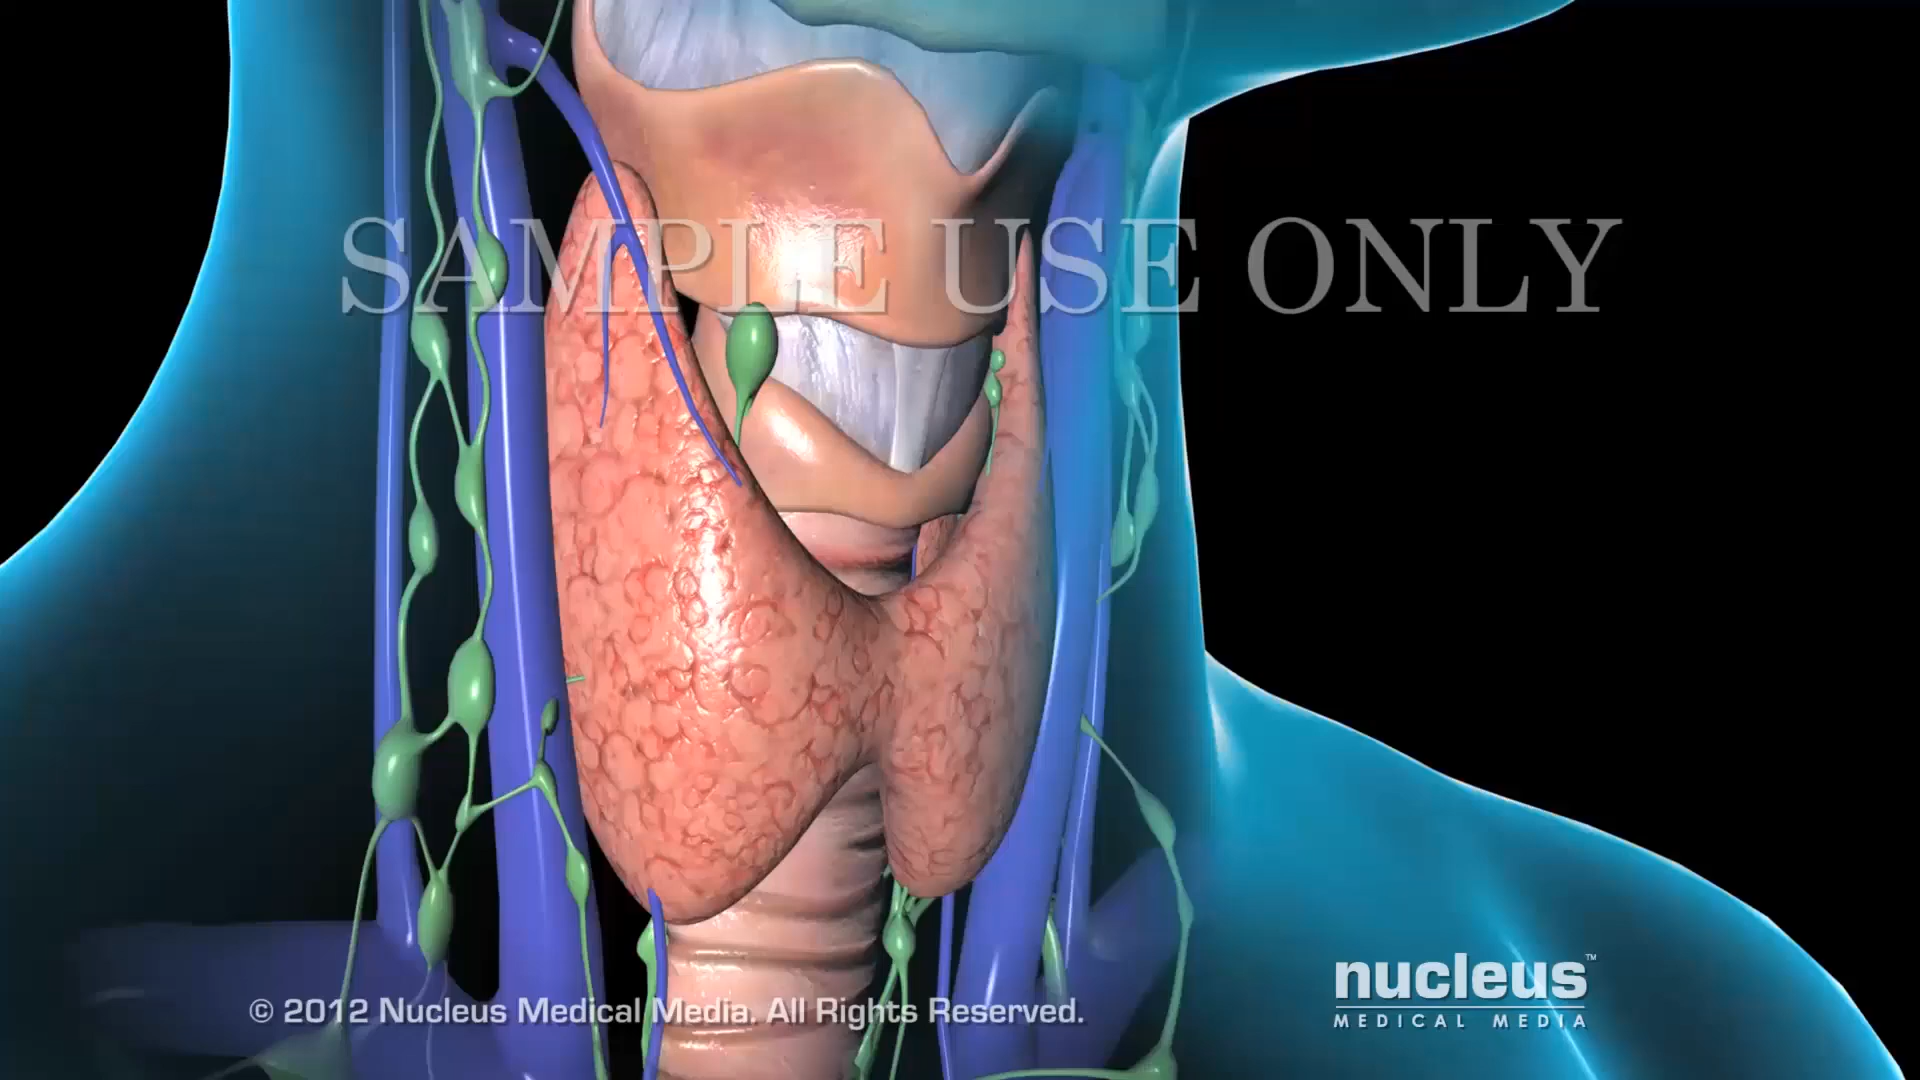 SAMPLE USE ONLY
nucleus™
MEDICAL MEDIA
© 2012 Nucleus Medical Media. All Rights Reserved.